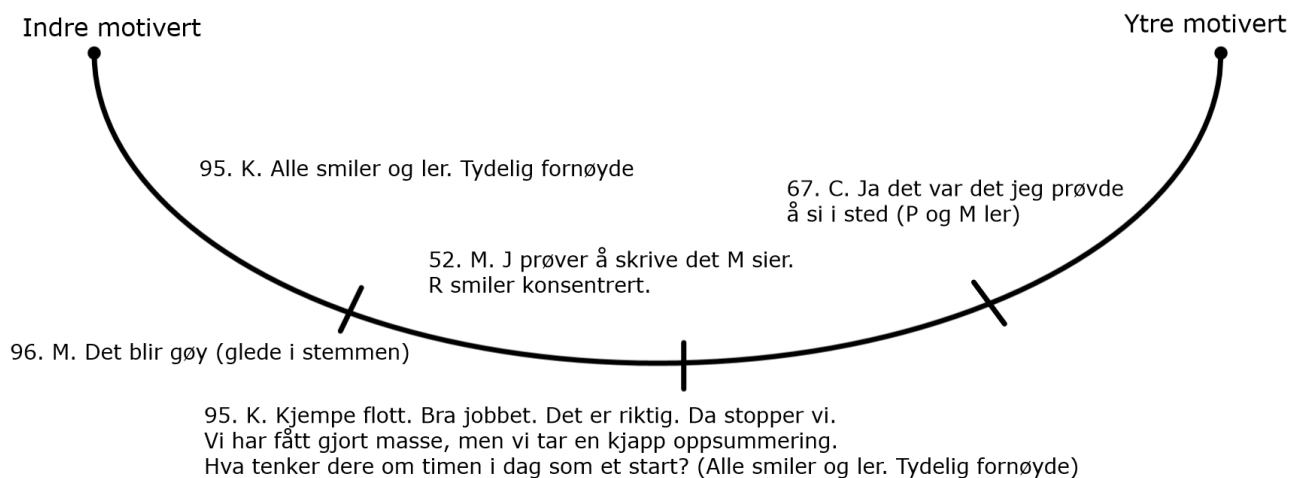 Indre motivert
Ytre motivert
95. K. Alle smiler og ler. Tydelig fornøyde
67. C. Ja det var det jeg prøvde
å si i sted (P og M ler)
52. M. J prøver å skrive det M sier.
R smiler konsentrert.
96. M. Det blir gøy (glede i stemmen)
95. K. Kjempe flott. Bra jobbet. Det er riktig. Da stopper vi.
Vi har fått gjort masse, men vi tar en kjapp oppsummering.
Hva tenker dere om timen i dag som et start? (Alle smiler og ler. Tydelig fornøyde)